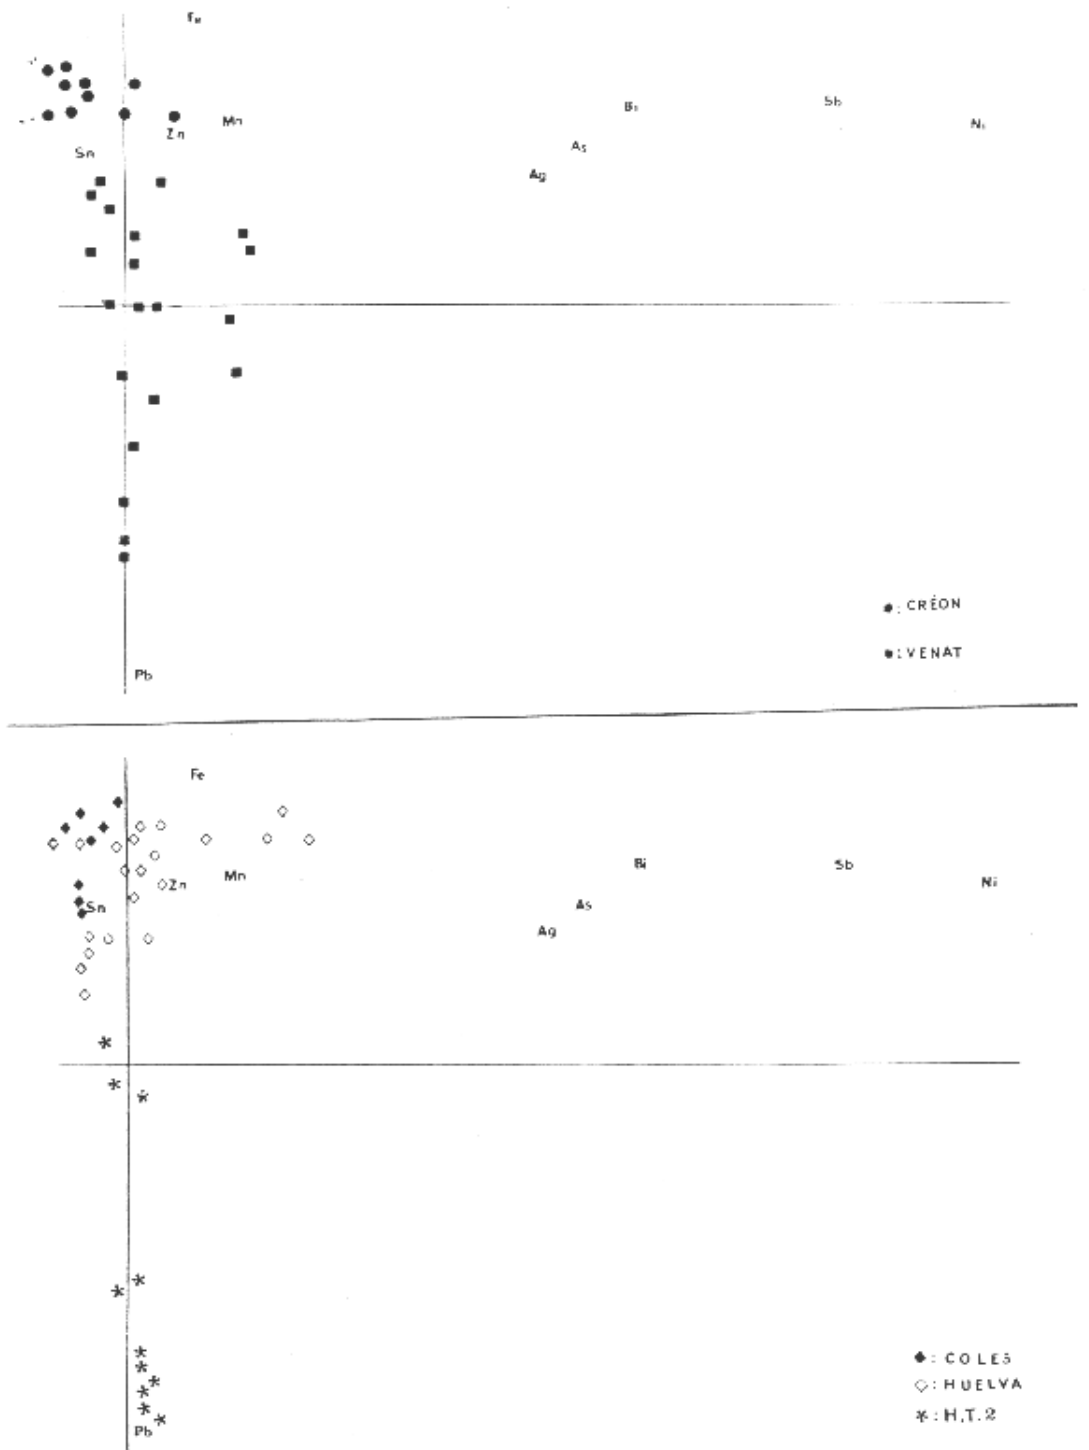 Fe
Bi
Sb
Mn
Ni
Zn
As
Sn
Ag
: CRÉON
: VENAT
Pb
Fe
Bi
Sb
Mn
Ni
Zn
As
Sn
Ag
: COLES
: HUELVA
: H.T.2
Pb